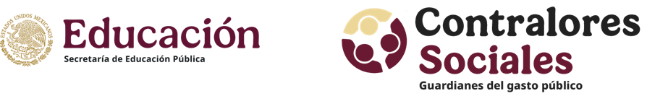 Educación
Secretaría de Educación Pública
Contralores
Sociales
Guardianes del gasto público